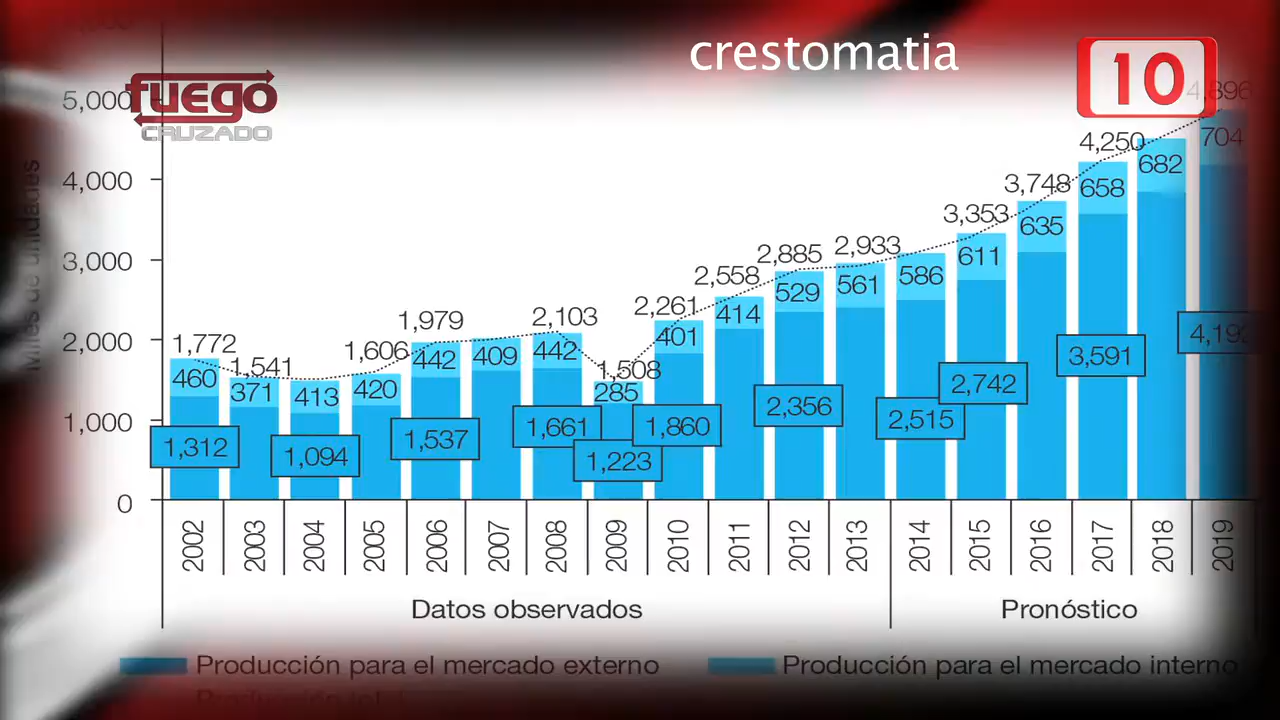 crestomatia
10
fuego
CRUZADO
5,000
4,000
3,000
2,000
1,000
0
Miles de unidades
1,772 1,541 1,606 1,979 2,103 1,508 2,261 2,558 2,885 2,933 3,353 3,748 4,250 4,896
460 371 413 420 442 409 442 285 401 414 529 561 586 611 635 658 682 704
1,312 1,094 1,537 1,661 1,223 1,860 2,356 2,515 2,742 3,591
2002 2003 2004 2005 2006 2007 2008 2009 2010 2011 2012 2013 2014 2015 2016 2017 2018 2019
Datos observados Pronóstico
Producción para el mercado externo Producción para el mercado interno